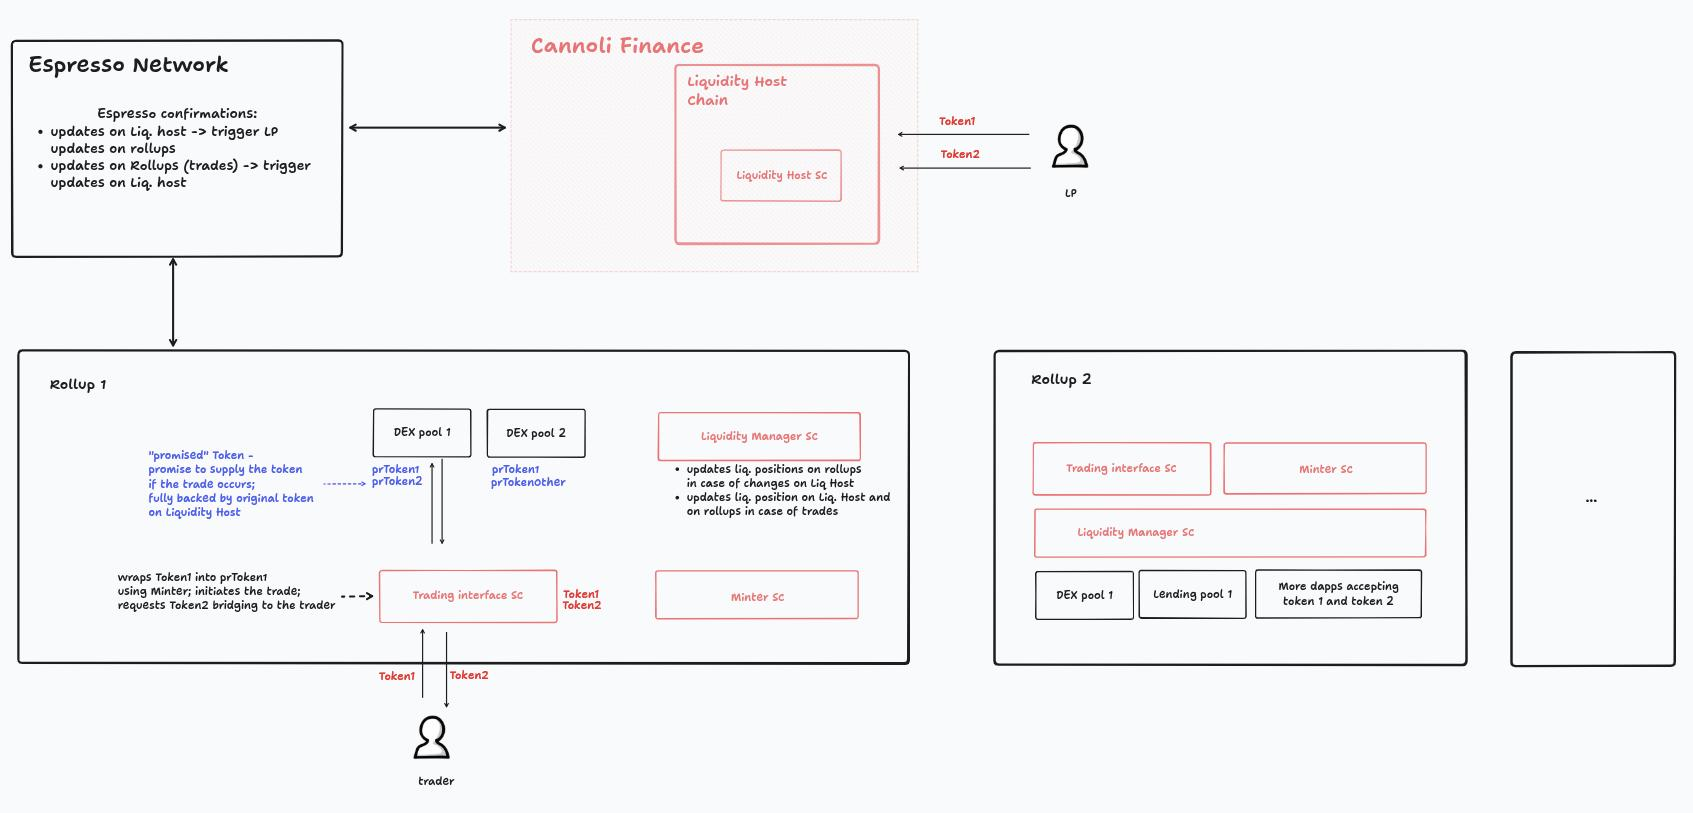 Espresso Network
Espresso confirmations:
• updates on Liq. host -> trigger LP
updates on rollups
• updates on Rollups (trades) -> trigger
updates on Liq. host
Cannoli Finance
Liquidity Host
Chain
Liquidity Host SC
Token1
Token2
LP
Rollup 1
DEX pool 1
DEX pool 2
Liquidity Manager SC
"promised" Token -
promise to supply the token
if the trade occurs;
fully backed by original token
on Liquidity Host
prToken1
prToken2
prToken1
prTokenOther
• updates liq. positions on rollups
in case of changes on Liq Host
• updates liq. position on Liq. Host and
on rollups in case of trades
wraps Token1 into prToken1
using Minter; initiates the trade;
requests Token2 bridging to the trader
Trading interface SC
Token1
Token2
Minter SC
Token1
Token2
trader
Rollup 2
Trading interface SC
Minter SC
Liquidity Manager SC
DEX pool 1
Lending pool 1
More dapps accepting
token 1 and token 2
...